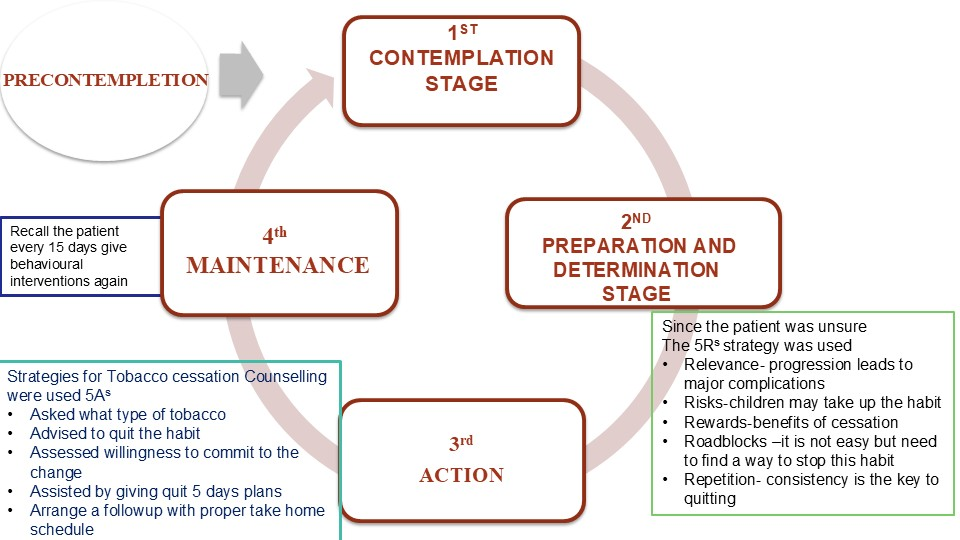 PRECONTEMPLETION
1ST
CONTEMPLATION
STAGE
2ND
PREPARATION AND
DETERMINATION
STAGE
Since the patient was unsure
The 5Rs strategy was used
• Relevance- progression leads to
major complications
• Risks-children may take up the habit
• Rewards-benefits of cessation
• Roadblocks –it is not easy but need
to find a way to stop this habit
• Repetition- consistency is the key to
quitting
3rd
ACTION
Strategies for Tobacco cessation Counselling
were used 5As
• Asked what type of tobacco
• Advised to quit the habit
• Assessed willingness to commit to the
change
• Assisted by giving quit 5 days plans
• Arrange a followup with proper take home
schedule
4th
MAINTENANCE
Recall the patient
every 15 days give
behavioural
interventions again